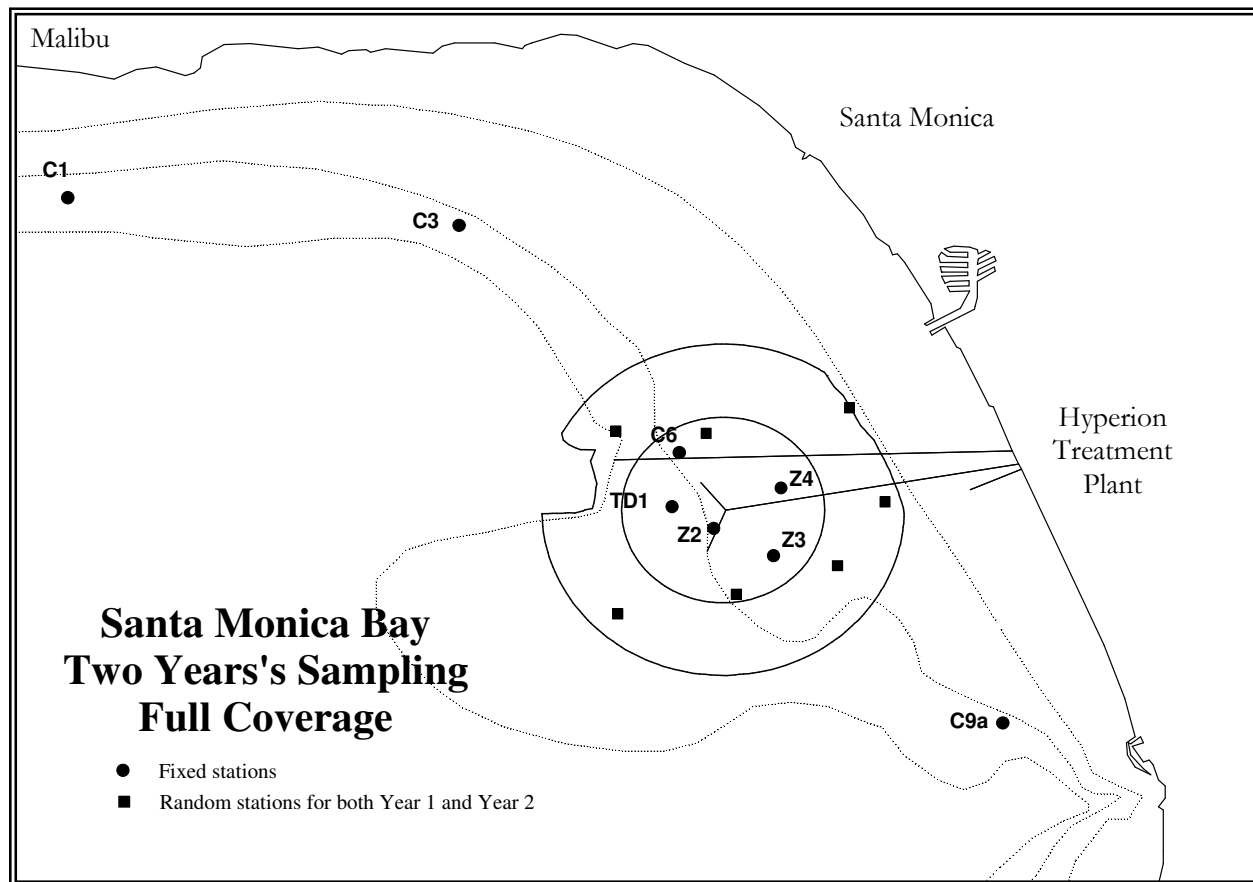 Malibu
Santa Monica
C1
C3
Hyperion
Treatment
Plant
C6
Z4
TD1
Z2
Z3
Santa Monica Bay
Two Years's Sampling
Full Coverage
C9a
Fixed stations
Random stations for both Year 1 and Year 2